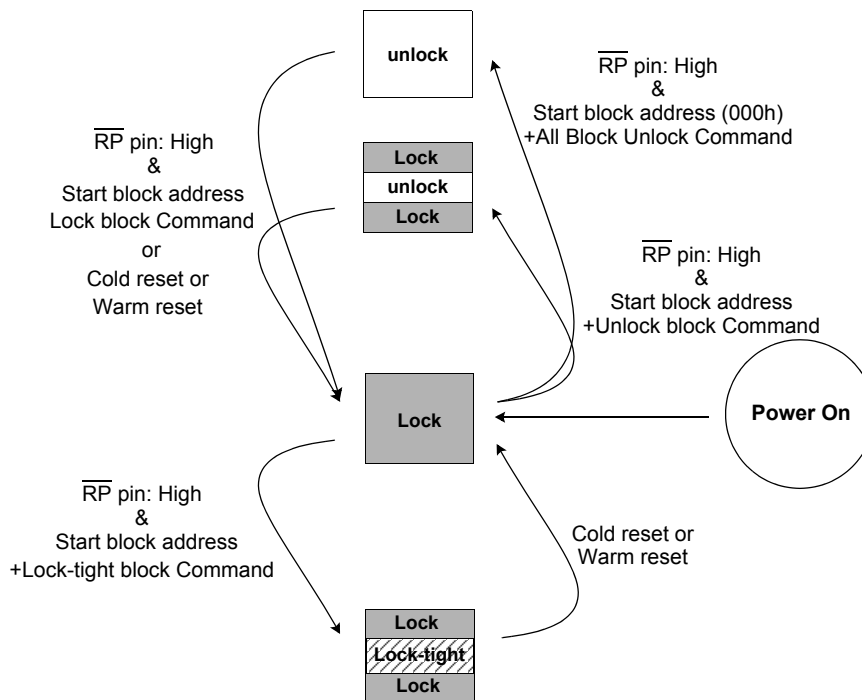 unlock
RP pin: High
&
Start block address (000h)
+All Block Unlock Command
RP pin: High
&
Start block address
Lock block Command
or
Cold reset or
Warm reset
Lock
unlock
Lock
RP pin: High
&
Start block address
+Unlock block Command
Lock
Power On
RP pin: High
&
Start block address
+Lock-tight block Command
Cold reset or
Warm reset
Lock
Lock-tight
Lock